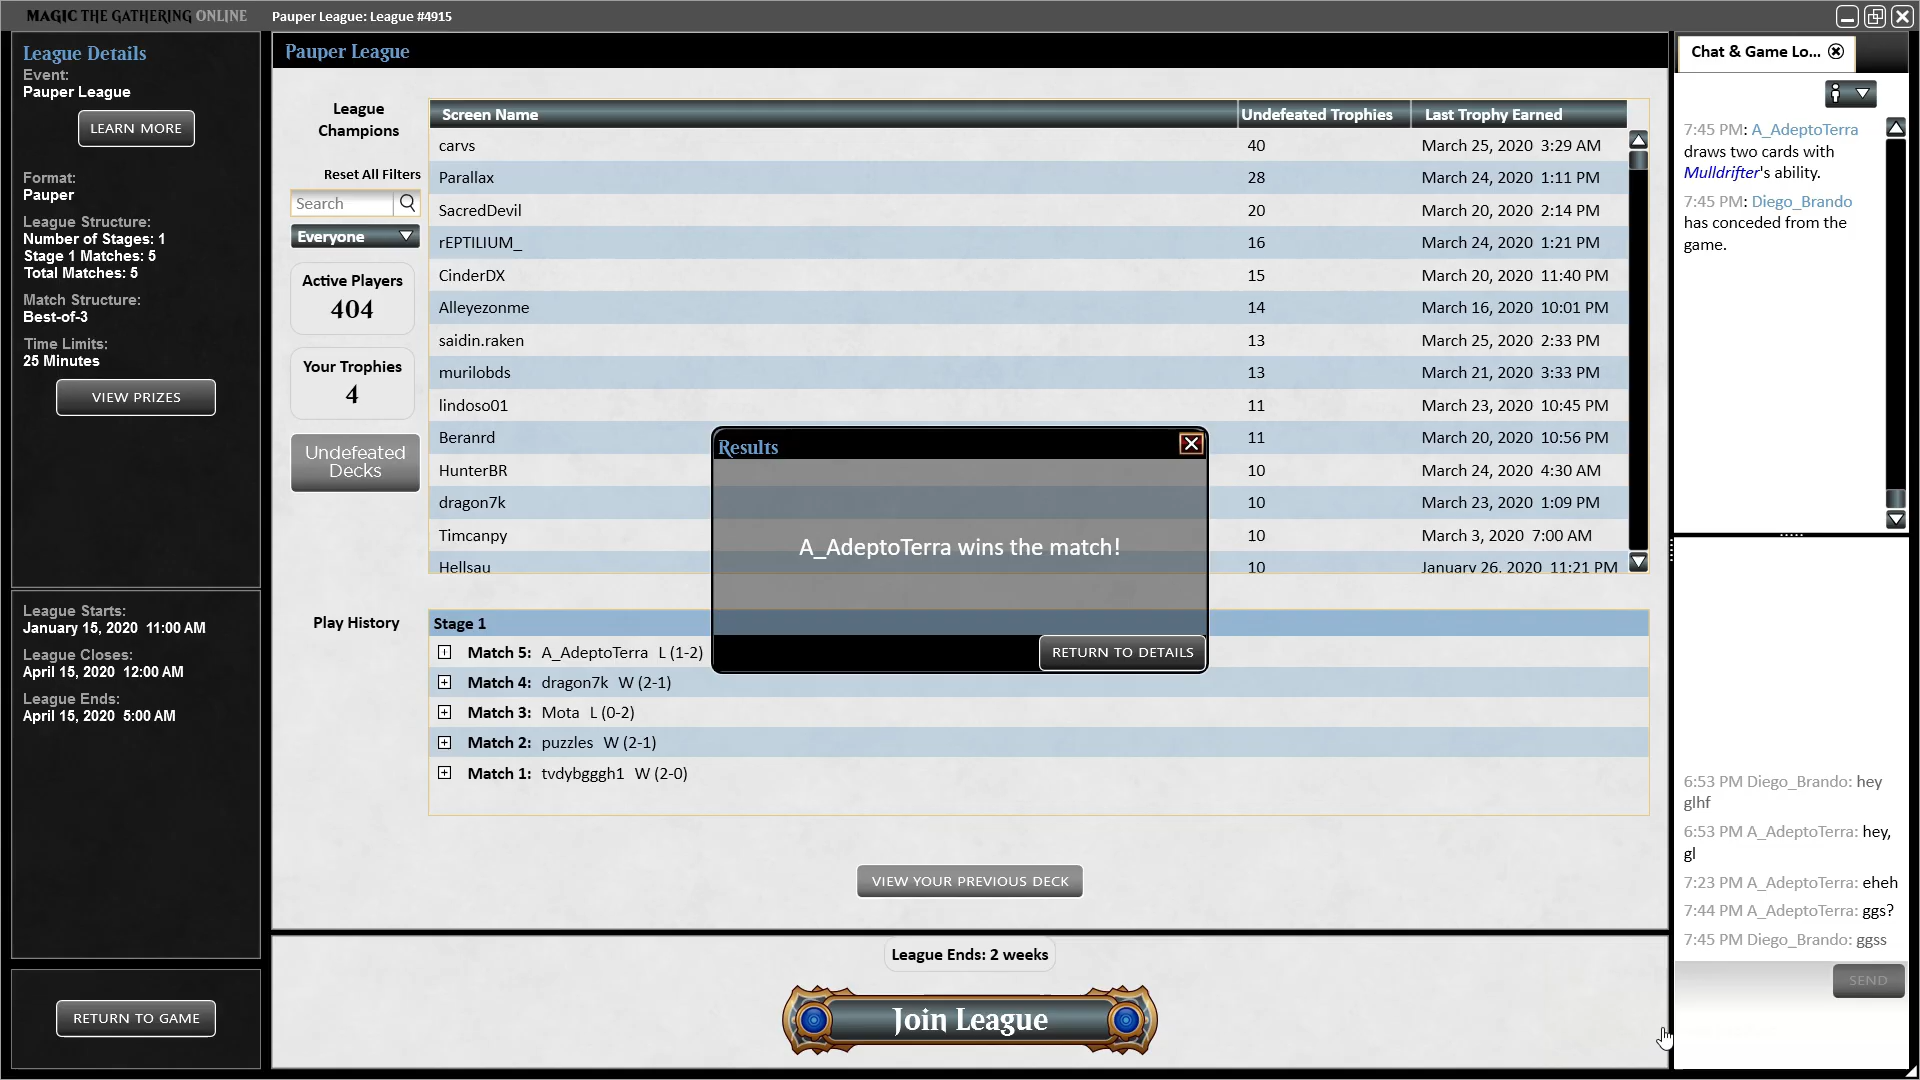 MAGIC THE GATHERING ONLINE
Pauper League: League #4915
League Details
Event:
Pauper League
LEARN MORE
Format:
Pauper
League Structure:
Number of Stages: 1
Stage 1 Matches: 5
Total Matches: 5
Match Structure:
Best-of-3
Time Limits:
25 Minutes
VIEW PRIZES
League Starts:
January 15, 2020 11:00 AM
League Closes:
April 15, 2020 12:00 AM
League Ends:
April 15, 2020 5:00 AM
RETURN TO GAME
Pauper League
League
Champions
Reset All Filters
Search
Everyone
Active Players
404
Your Trophies
4
Undefeated
Decks
Screen Name Undefeated Trophies Last Trophy Earned
carvs 40 March 25, 2020 3:29 AM
Parallax 28 March 24, 2020 1:11 PM
SacredDevil 20 March 20, 2020 2:14 PM
rEPTILIUM_ 16 March 24, 2020 1:21 PM
CinderDX 15 March 20, 2020 11:40 PM
Alleyezonme 14 March 16, 2020 10:01 PM
saidin.raken 13 March 25, 2020 2:33 PM
murilobds 13 March 21, 2020 3:33 PM
lindoso01 11 March 23, 2020 10:45 PM
Beranrd 11 March 20, 2020 10:56 PM
HunterBR 10 March 24, 2020 4:30 AM
dragon7k 10 March 23, 2020 1:09 PM
Timcanpy 10 March 3, 2020 7:00 AM
Hellsau 10 January 26, 2020 11:21 PM
Results
A_AdeptoTerra wins the match!
RETURN TO DETAILS
Play History
Stage 1
Match 5: A_AdeptoTerra L (1-2)
Match 4: dragon7k W (2-1)
Match 3: Mota L (0-2)
Match 2: puzzles W (2-1)
Match 1: tvdybgggh1 W (2-0)
VIEW YOUR PREVIOUS DECK
League Ends: 2 weeks
Join League
Chat & Game Lo...
7:45 PM: A_AdeptoTerra
draws two cards with
Mulldrifter's ability.
7:45 PM: Diego_Brando
has conceded from the
game.
6:53 PM Diego_Brando: hey
glhf
6:53 PM A_AdeptoTerra: hey,
gl
7:23 PM A_AdeptoTerra: eheh
7:44 PM A_AdeptoTerra: ggs?
7:45 PM Diego_Brando: ggss
SEND